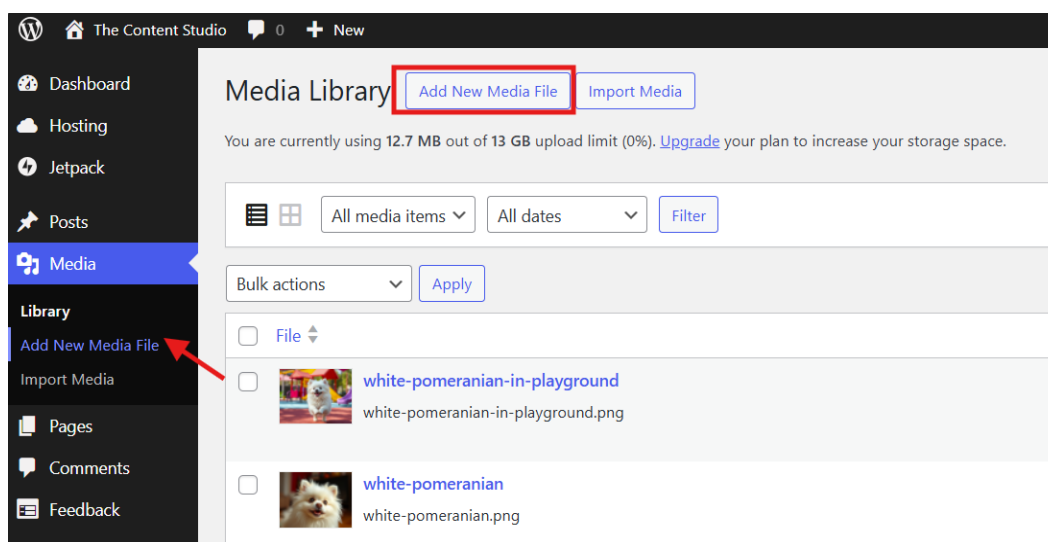 The Content Studio 0 New
Dashboard
Hosting
Jetpack
Posts
Media
Library
Add New Media File
Import Media
Pages
Comments
Feedback
Media Library Add New Media File Import Media
You are currently using 12.7 MB out of 13 GB upload limit (0%). Upgrade your plan to increase your storage space.
All media items All dates Filter
Bulk actions Apply
File
white-pomeranian-in-playground
white-pomeranian-in-playground.png
white-pomeranian
white-pomeranian.png